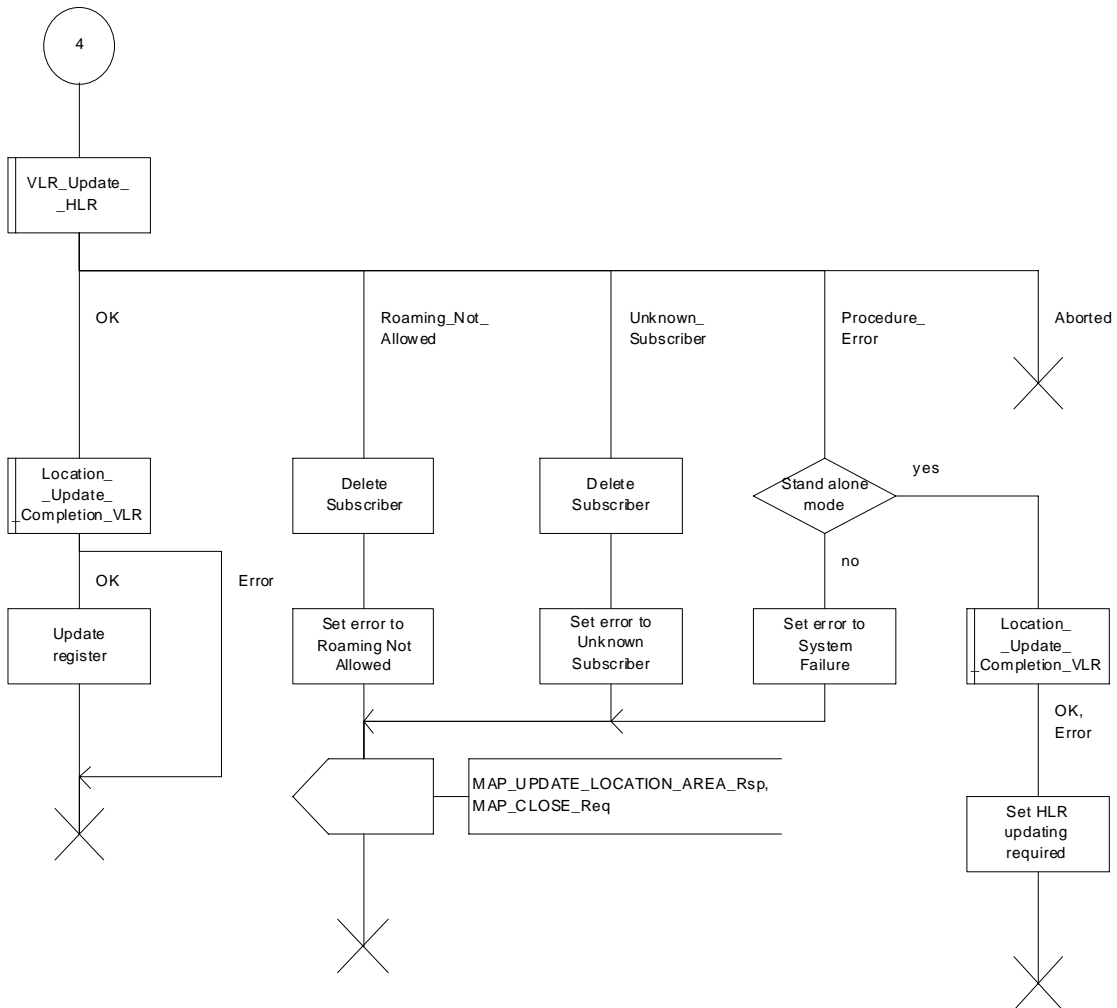 4
VLR_Update_
_HLR
OK
Roaming_Not_
Allowed
Unknown_
Subscriber
Procedure_
Error
Aborted
Location_
_Update_
_Completion_VLR
Delete
Subscriber
Delete
Subscriber
Stand alone
mode
yes
no
OK
Error
Update
register
Set error to
Roaming Not
Allowed
Set error to
Unknown
Subscriber
Set error to
System
Failure
Location_
_Update_
_Completion_VLR
OK,
Error
MAP_UPDATE_LOCATION_AREA_Rsp,
MAP_CLOSE_Req
Set HLR
updating
required